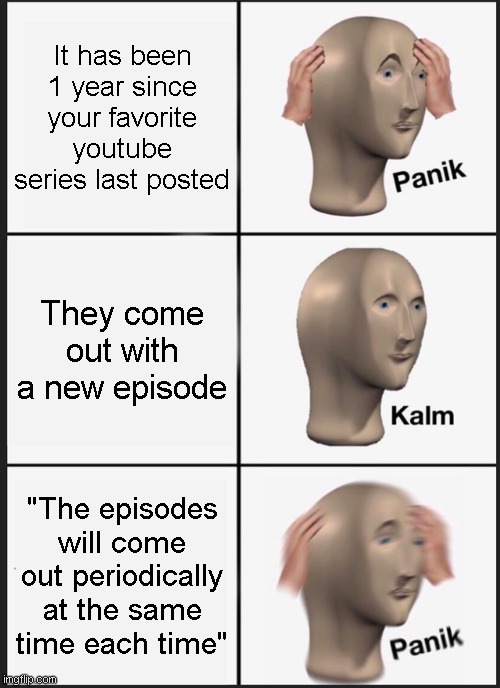 It has been
1 year since
your favorite
youtube
series last posted
Panik
They come
out with
a new episode
Kalm
"The episodes
will come
out periodically
at the same
time each time"
Panik
imgflip.com